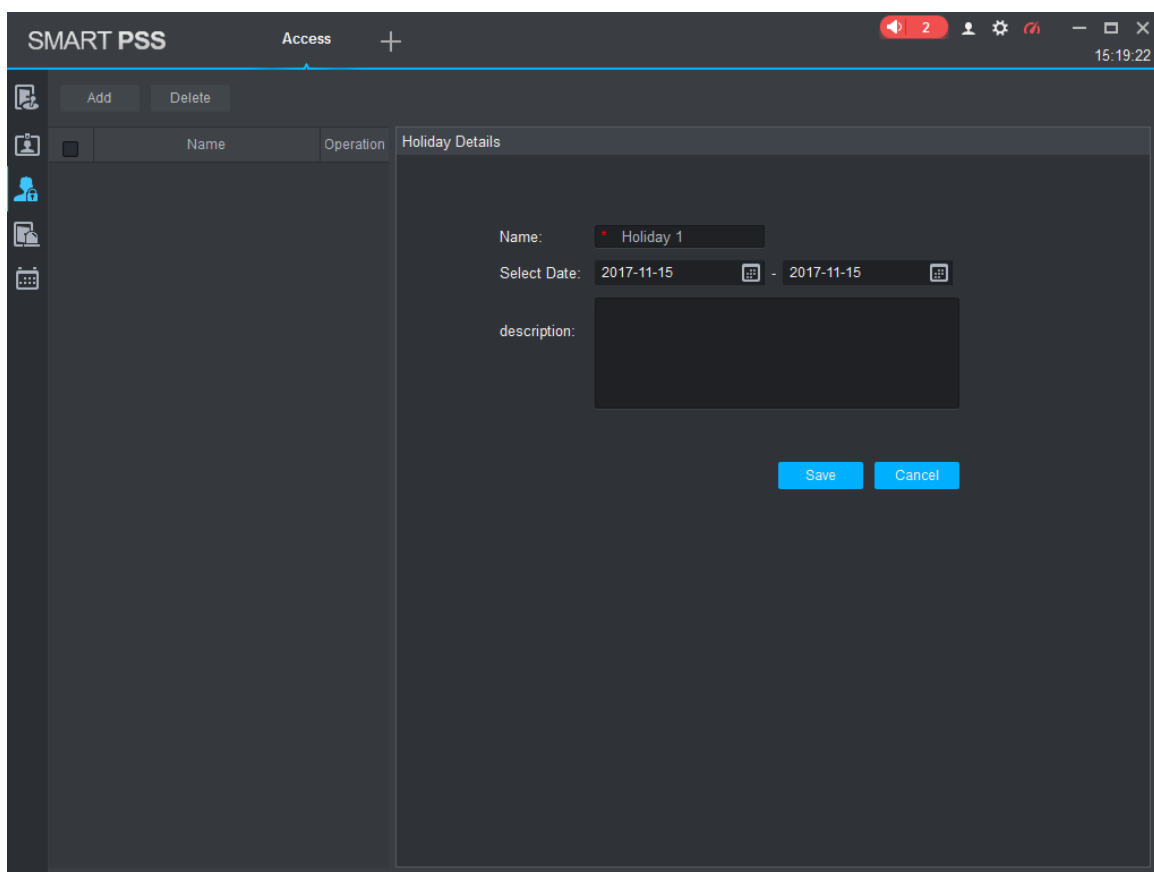 SMART PSS Access 2
15:19:22
Add Delete
Name Operation Holiday Details
Name: * Holiday 1
Select Date: 2017-11-15 - 2017-11-15
description:
Save Cancel